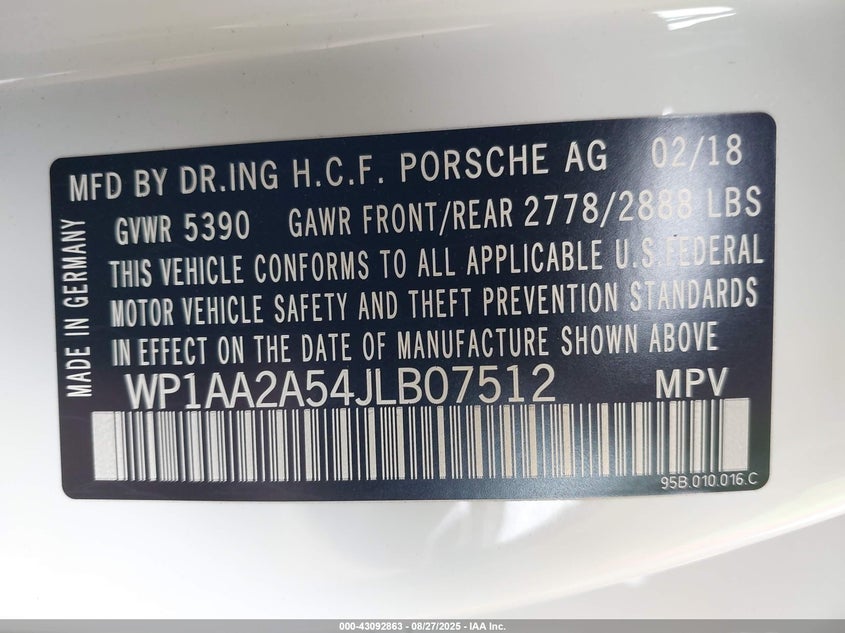 MFD BY DR.ING H.C.F. PORSCHE AG 02/18
GVWR 5390 GAWR FRONT/REAR 2778/2888 LBS
THIS VEHICLE CONFORMS TO ALL APPLICABLE U.S.FEDERAL
MOTOR VEHICLE SAFETY AND THEFT PREVENTION STANDARDS
IN EFFECT ON THE DATE OF MANUFACTURE SHOWN ABOVE
MADE IN GERMANY
WP1AA2A54JLB07512 MPV
95B.010.016.C
000-43092863 - 08/27/2025 - IAA Inc.